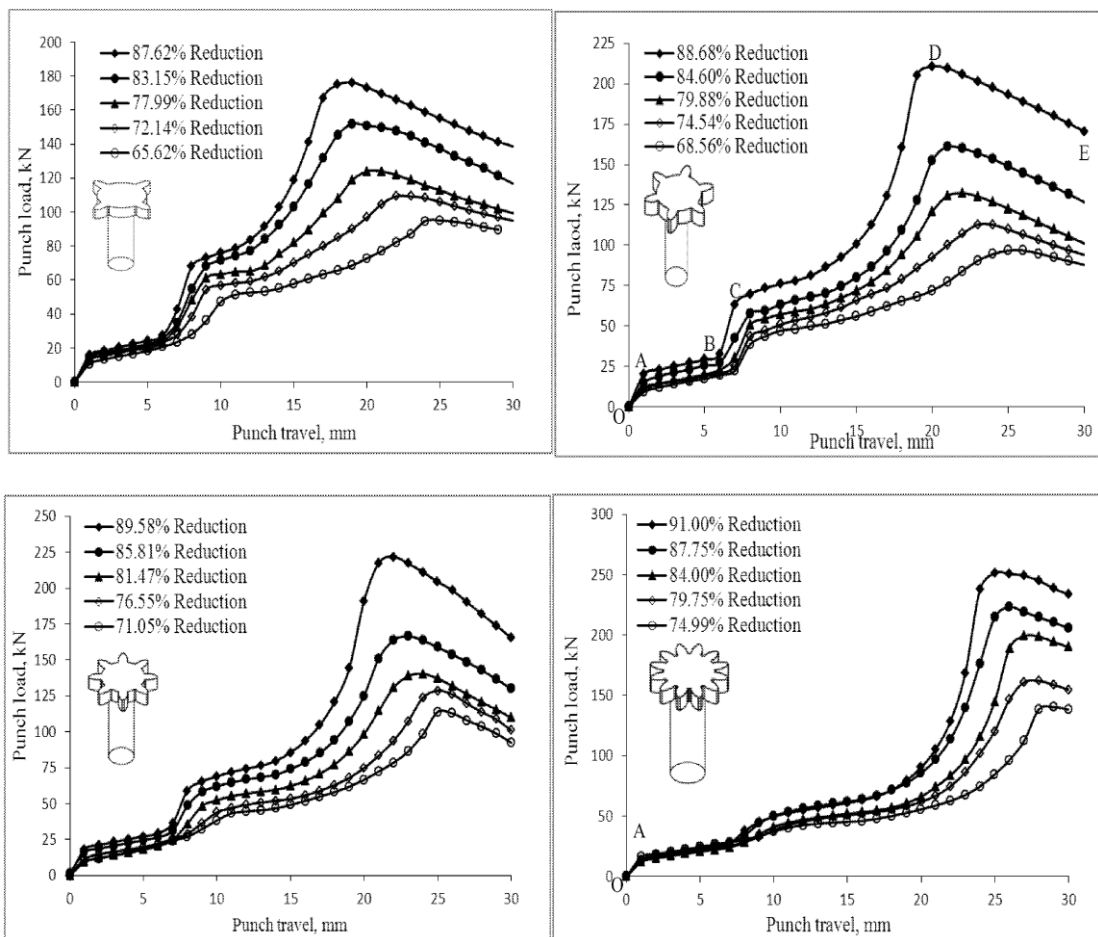 200
180
160
140
120
100
80
60
40
20
0
Punch load, kN
87.62% Reduction
83.15% Reduction
77.99% Reduction
72.14% Reduction
65.62% Reduction
0 5 10 15 20 25 30
Punch travel, mm
225
200
175
150
125
100
75
50
25
0
Punch laod, kN
88.68% Reduction
84.60% Reduction
79.88% Reduction
74.54% Reduction
68.56% Reduction
D
E
C
B
A
O
0 5 10 15 20 25 30
Punch travel, mm
250
225
200
175
150
125
100
75
50
25
0
Punch load, kN
89.58% Reduction
85.81% Reduction
81.47% Reduction
76.55% Reduction
71.05% Reduction
0 5 10 15 20 25 30
Punch travel, mm
300
250
200
150
100
50
0
Punch load, kN
91.00% Reduction
87.75% Reduction
84.00% Reduction
79.75% Reduction
74.99% Reduction
A
O
0 5 10 15 20 25 30
Punch travel, mm